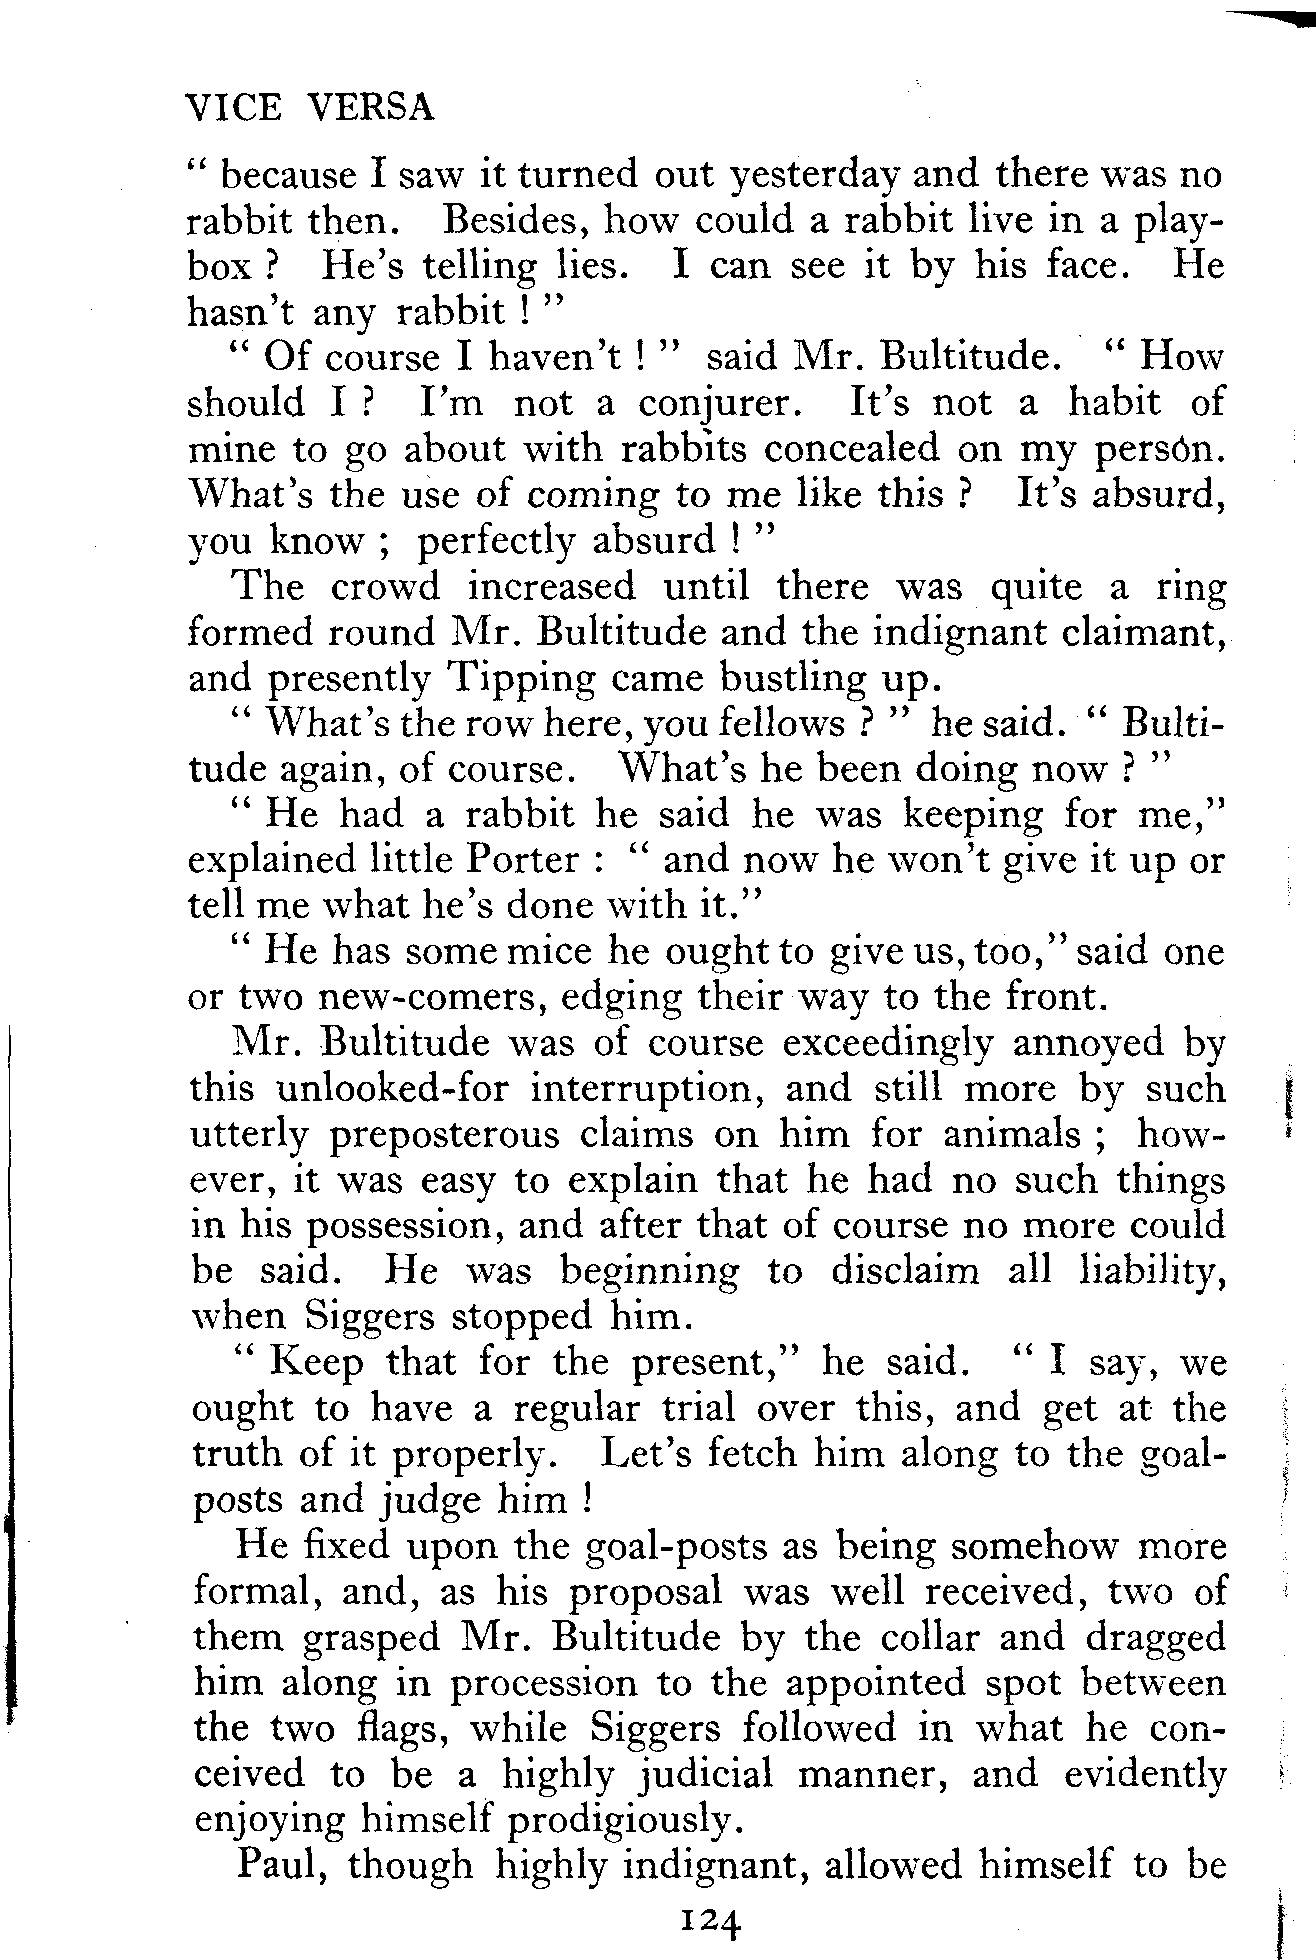 VICE VERSA
“ because I saw it turned out yesterday and there was no
rabbit then. Besides, how could a rabbit live in a play-
box ? He's telling lies. I can see it by his face. He
hasn't any rabbit ! ”
“ Of course I haven't ! ” said Mr. Bultitude. “ How
should I ? I'm not a conjurer. It's not a habit of
mine to go about with rabbits concealed on my person.
What's the use of coming to me like this ? It's absurd,
you know ; perfectly absurd ! ”
The crowd increased until there was quite a ring
formed round Mr. Bultitude and the indignant claimant,
and presently Tipping came bustling up.
“ What's the row here, you fellows ? ” he said. “ Bulti-
tude again, of course. What's he been doing now ? ”
“ He had a rabbit he said he was keeping for me,”
explained little Porter : “ and now he won't give it up or
tell me what he's done with it.”
“ He has some mice he ought to give us, too,” said one
or two new-comers, edging their way to the front.
Mr. Bultitude was of course exceedingly annoyed by
this unlooked-for interruption, and still more by such
utterly preposterous claims on him for animals ; how-
ever, it was easy to explain that he had no such things
in his possession, and after that of course no more could
be said. He was beginning to disclaim all liability,
when Siggers stopped him.
“ Keep that for the present,” he said. “ I say, we
ought to have a regular trial over this, and get at the
truth of it properly. Let's fetch him along to the goal-
posts and judge him !
He fixed upon the goal-posts as being somehow more
formal, and, as his proposal was well received, two of
them grasped Mr. Bultitude by the collar and dragged
him along in procession to the appointed spot between
the two flags, while Siggers followed in what he con-
ceived to be a highly judicial manner, and evidently
enjoying himself prodigiously.
Paul, though highly indignant, allowed himself to be
124